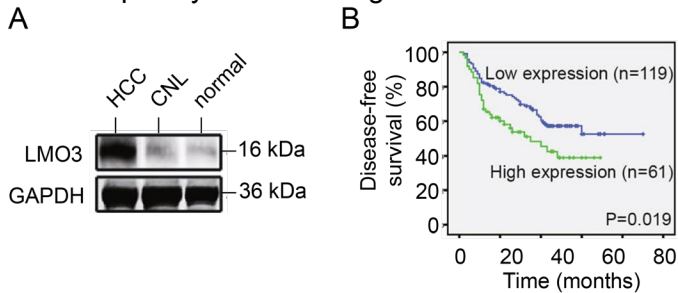 A
HCC
CNL
normal
LMO3
16 kDa
GAPDH
36 kDa
B
Disease-free
survival (%)
100
80
60
40
20
0
Low expression (n=119)
High expression (n=61)
P=0.019
0 20 40 60 80
Time (months)